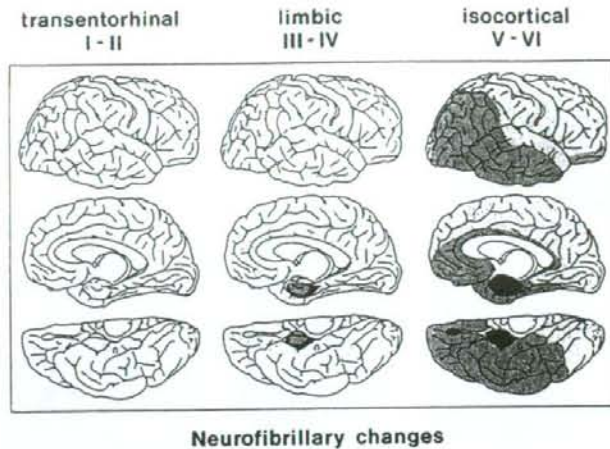 transentorhinal limbic isocortical
I - II III - IV V - VI
Neurofibrillary changes